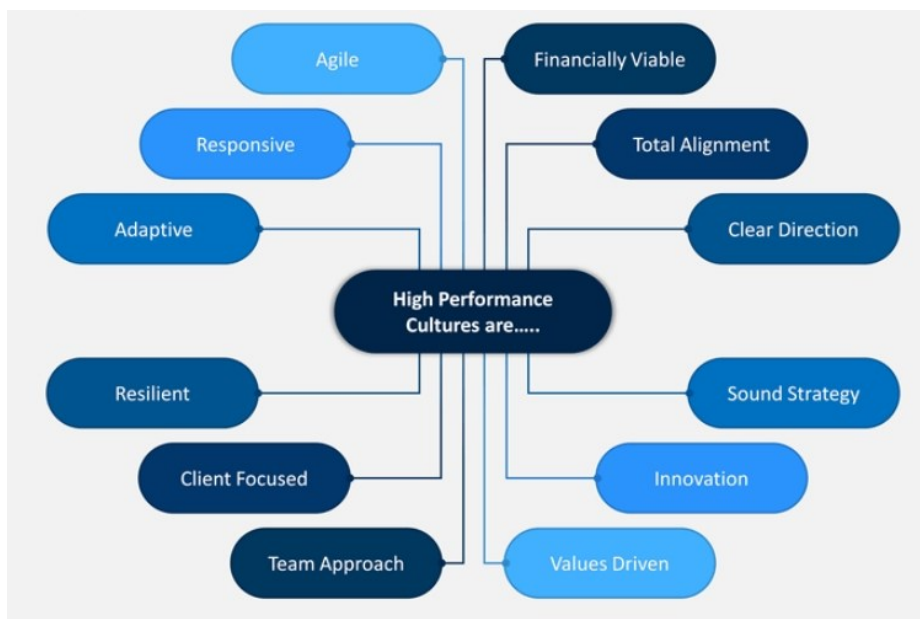 Agile
Financially Viable
Responsive
Total Alignment
Adaptive
Clear Direction
High Performance
Cultures are.....
Resilient
Sound Strategy
Client Focused
Innovation
Team Approach
Values Driven